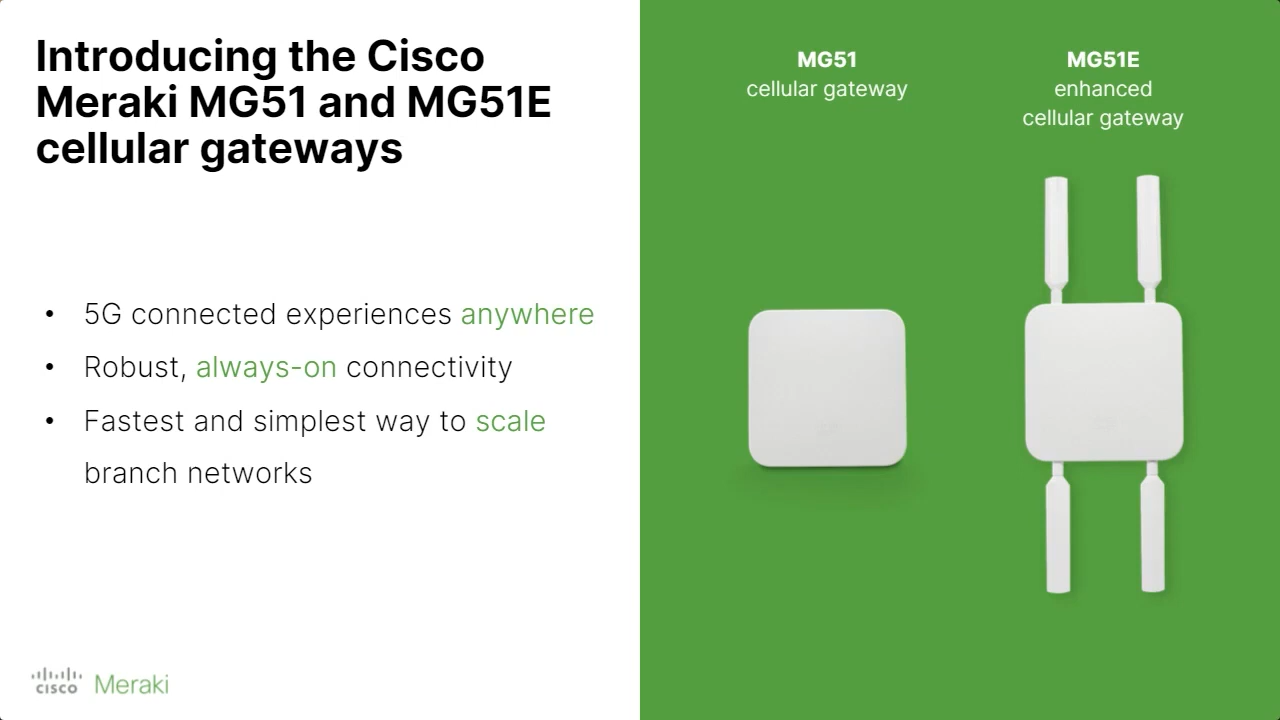 Introducing the Cisco
Meraki MG51 and MG51E
cellular gateways
• 5G connected experiences anywhere
• Robust, always-on connectivity
• Fastest and simplest way to scale
branch networks
CISCO Meraki
MG51
cellular gateway
MG51E
enhanced
cellular gateway